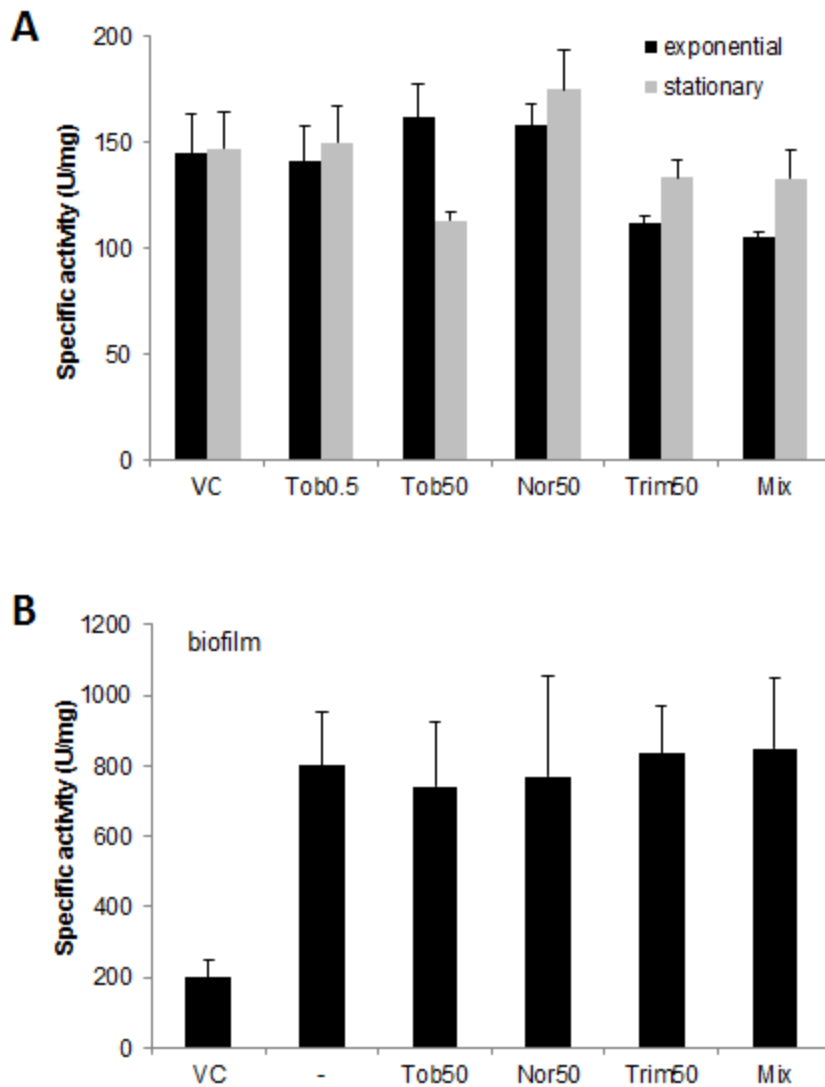 A
200
150
100
50
0
Specific activity (U/mg)
exponential
stationary
VC Tob0.5 Tob50 Nor50 Trim50 Mix
B
biofilm
1200
1000
800
600
400
200
0
Specific activity (U/mg)
VC - Tob50 Nor50 Trim50 Mix